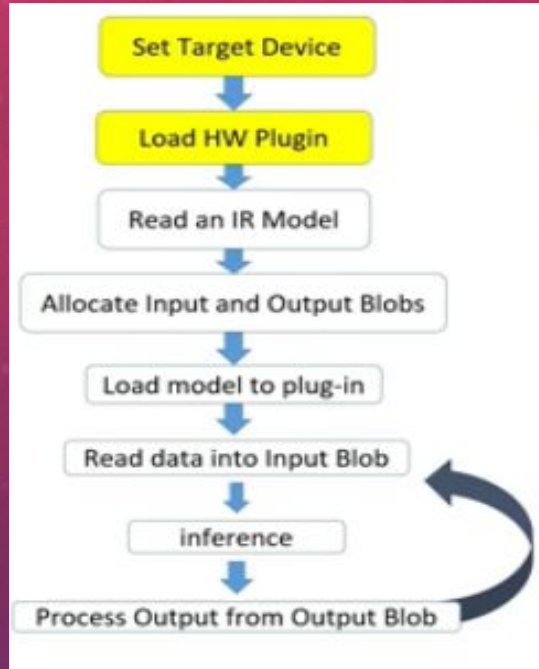 Set Target Device
Load HW Plugin
Read an IR Model
Allocate Input and Output Blobs
Load model to plug-in
Read data into Input Blob
inference
Process Output from Output Blob